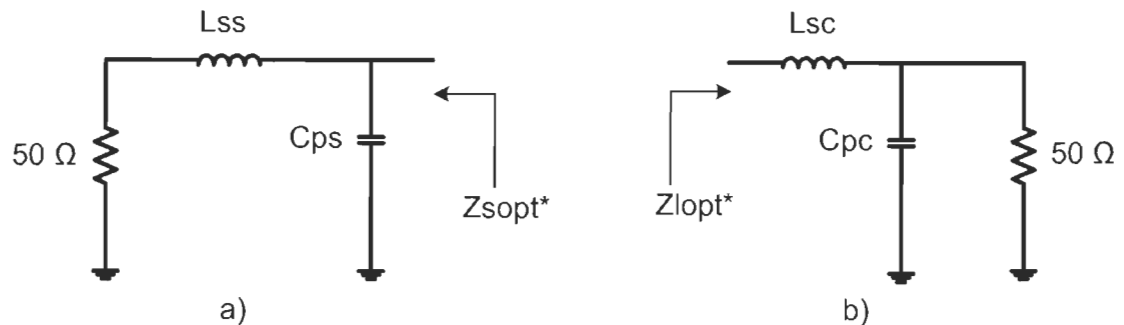 Lss
50 Ω
Cps
Zsopt*
a)
Lsc
Zlopt*
Cpc
50 Ω
b)